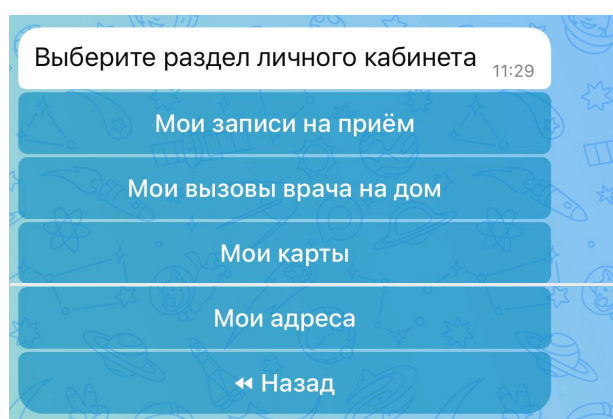 Выберите раздел личного кабинета
11:29
Мои записи на приём
Мои вызовы врача на дом
Мои карты
Мои адреса
Назад